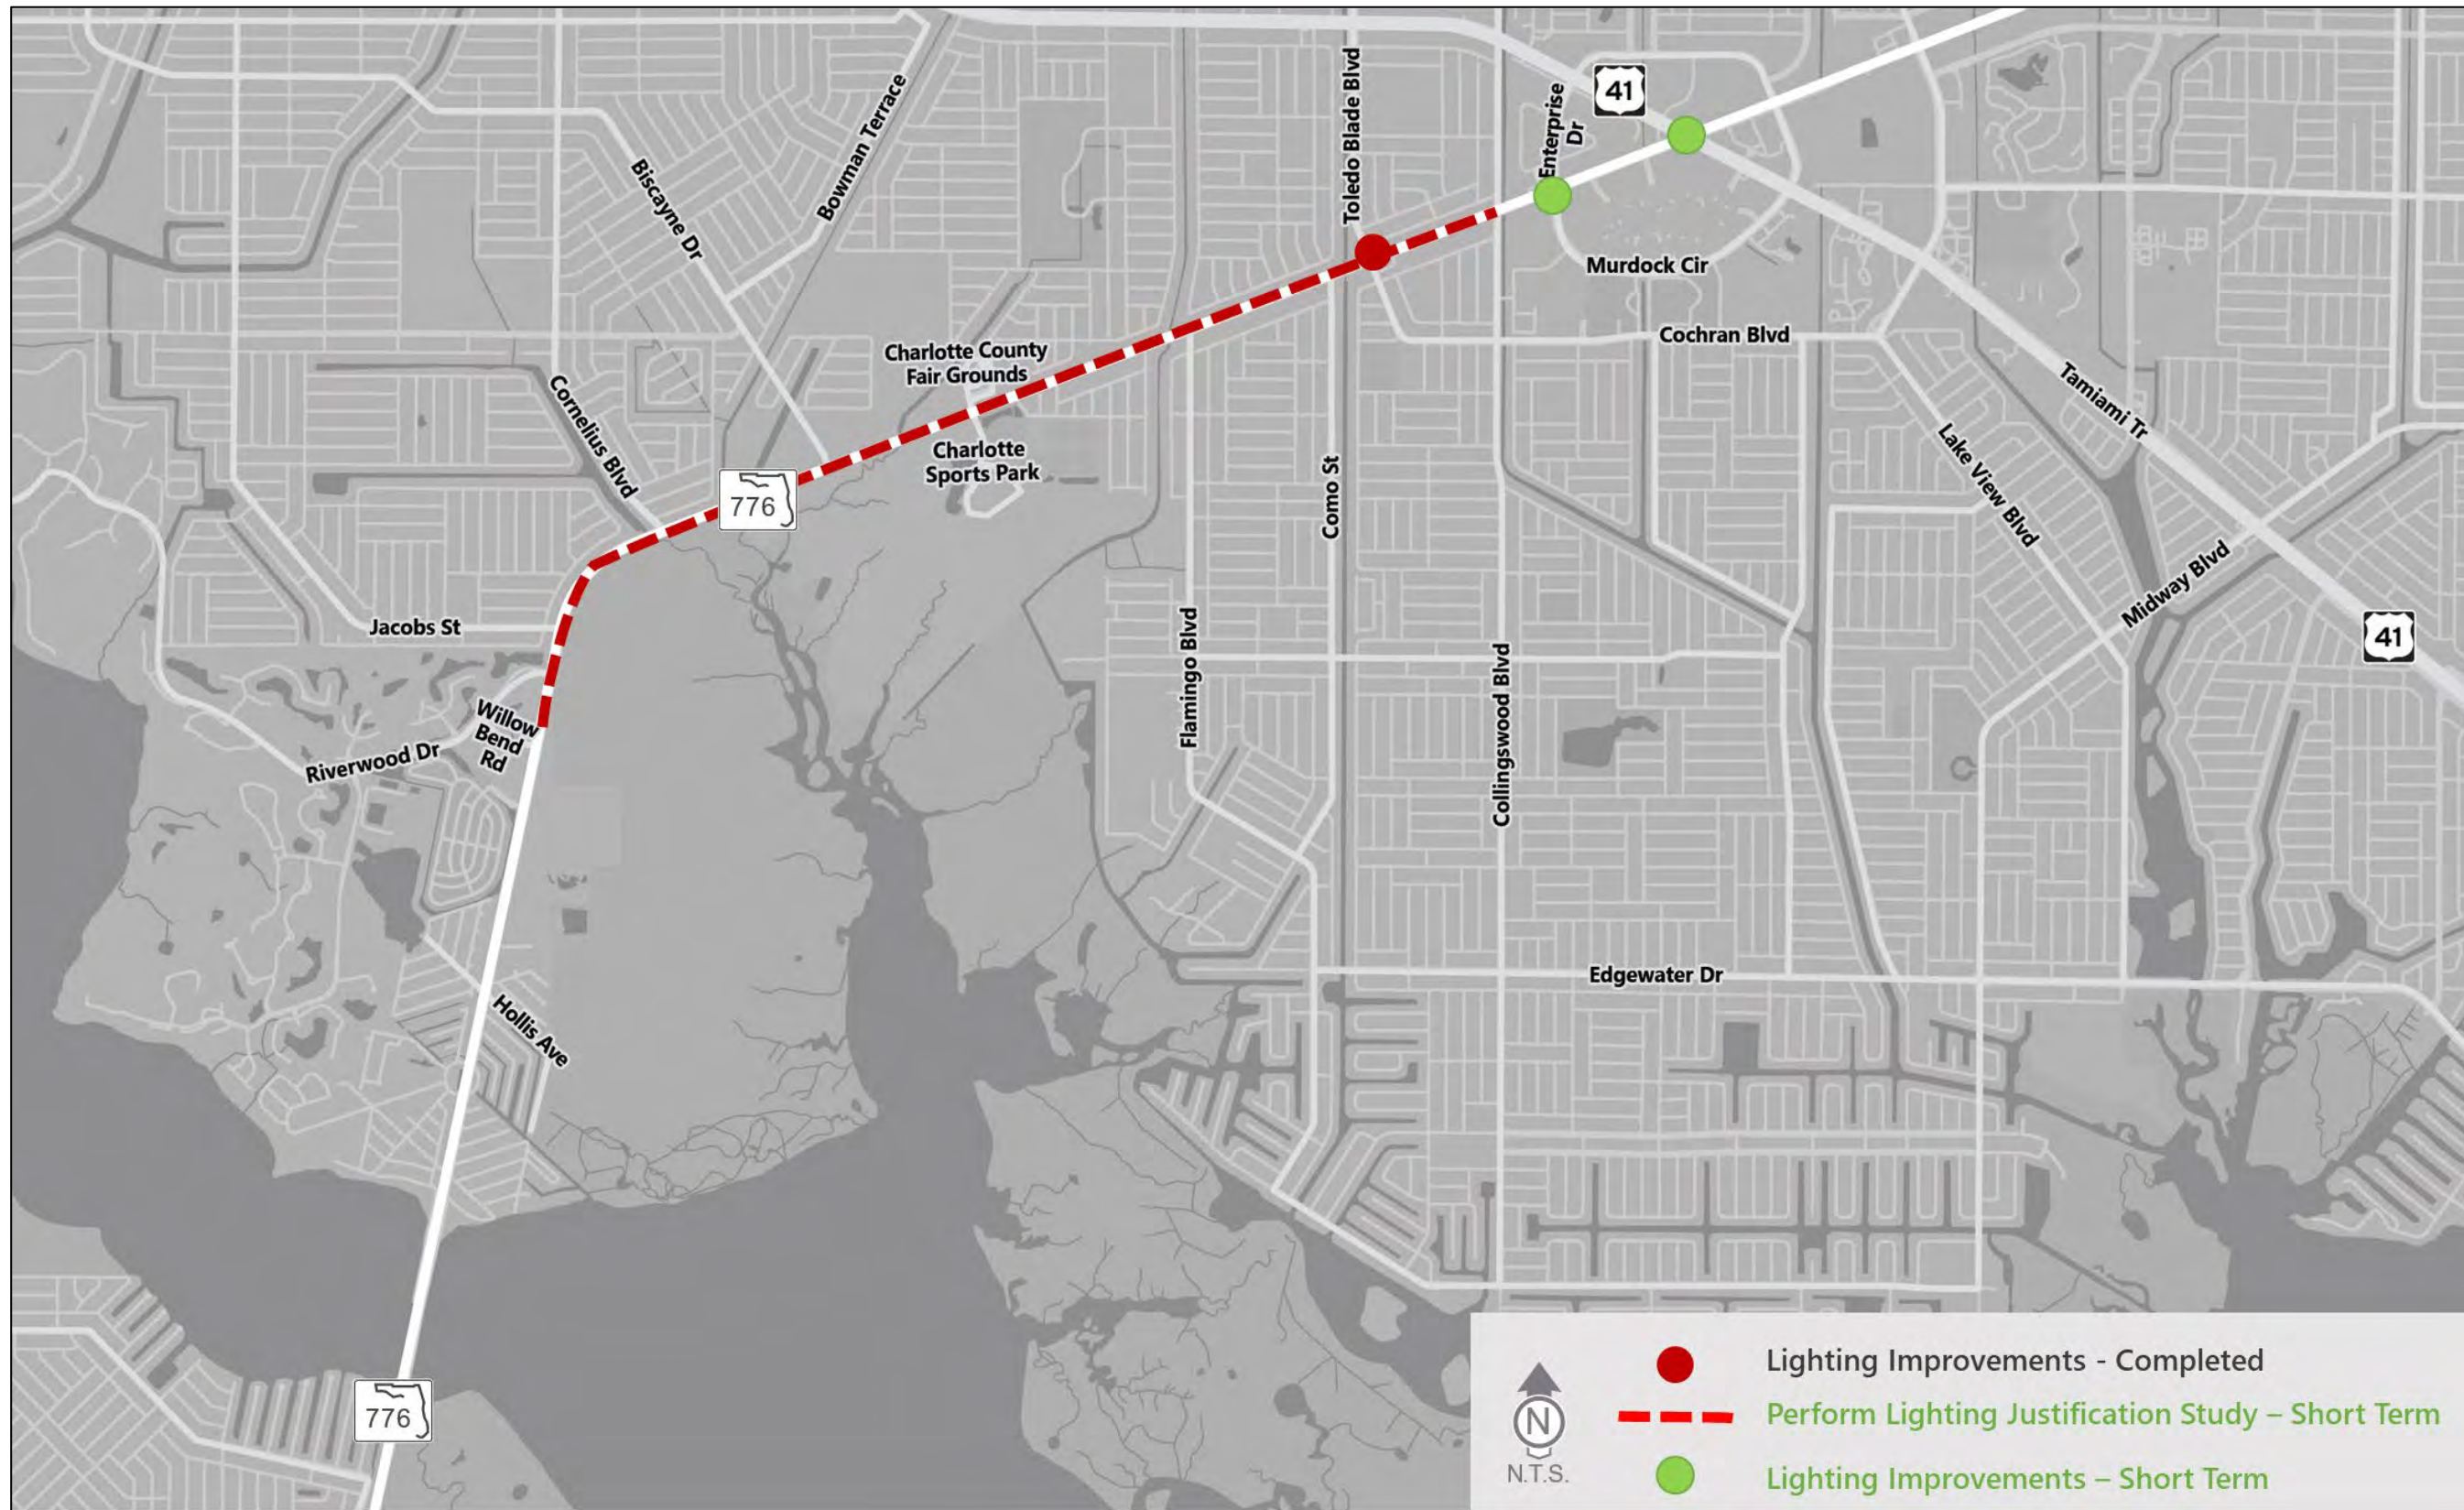 41
Enterprise
Dr
Toledo Blade Blvd
Bowman Terrace
Biscayne Dr
Murdock Cir
Cochran Blvd
Charlotte County
Fair Grounds
Charlotte
Sports Park
Cornelius Blvd
776
Tamiami Tr
Lake View Blvd
Como St
Midway Blvd
41
Jacobs St
Flamingo Blvd
Collingswood Blvd
Willow
Bend
Rd
Riverwood Dr
Edgewater Dr
Hollis Ave
776
N
N.T.S.
Lighting Improvements - Completed
Perform Lighting Justification Study – Short Term
Lighting Improvements – Short Term